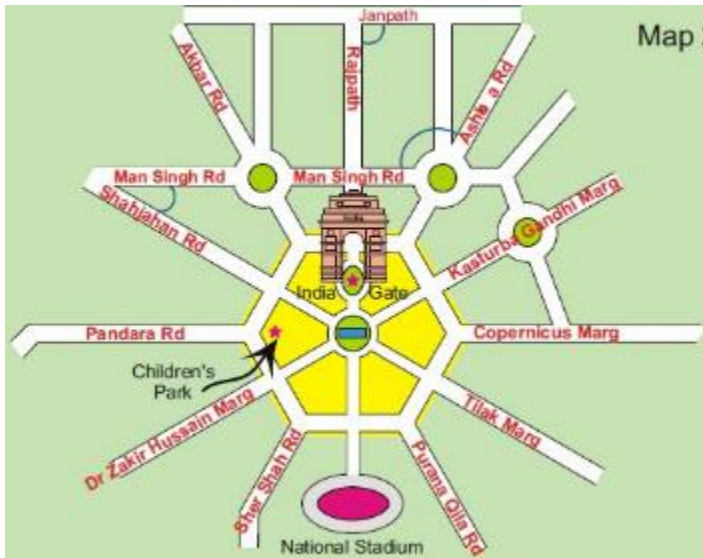 Janpath
Map
Akbar Rd
Rajpath
Man Singh Rd
Man Singh Rd
Shahjahan Rd
Kasturba Gandhi Marg
India
India Gate
Pandara Rd
Copernicus Marg
Children's
Park
Dr Zakir Hussain Marg
Tilak Marg
Sher Shah Rd
Purana Qila Rd
National Stadium